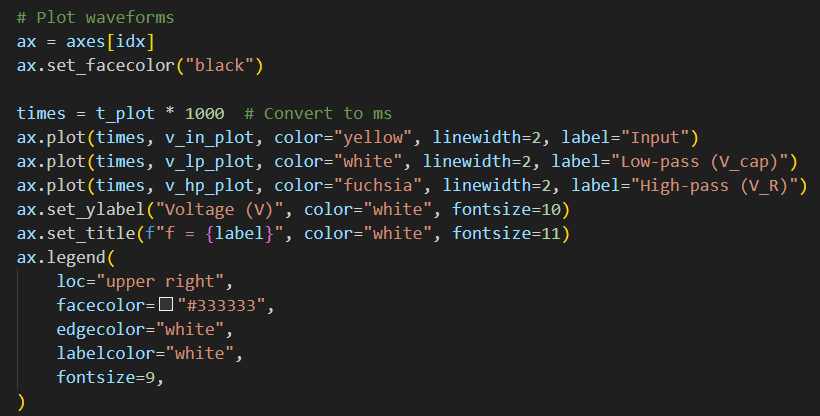 # Plot waveforms
ax = axes[idx]
ax.set_facecolor("black")

times = t_plot * 1000  # Convert to ms
ax.plot(times, v_in_plot, color="yellow", linewidth=2, label="Input")
ax.plot(times, v_lp_plot, color="white", linewidth=2, label="Low-pass (V_cap)")
ax.plot(times, v_hp_plot, color="fuchsia", linewidth=2, label="High-pass (V_R)")
ax.set_ylabel("Voltage (V)", color="white", fontsize=10)
ax.set_title(f"f = {label}", color="white", fontsize=11)
ax.legend(
    loc="upper right",
    facecolor="#333333",
    edgecolor="white",
    labelcolor="white",
    fontsize=9,
)